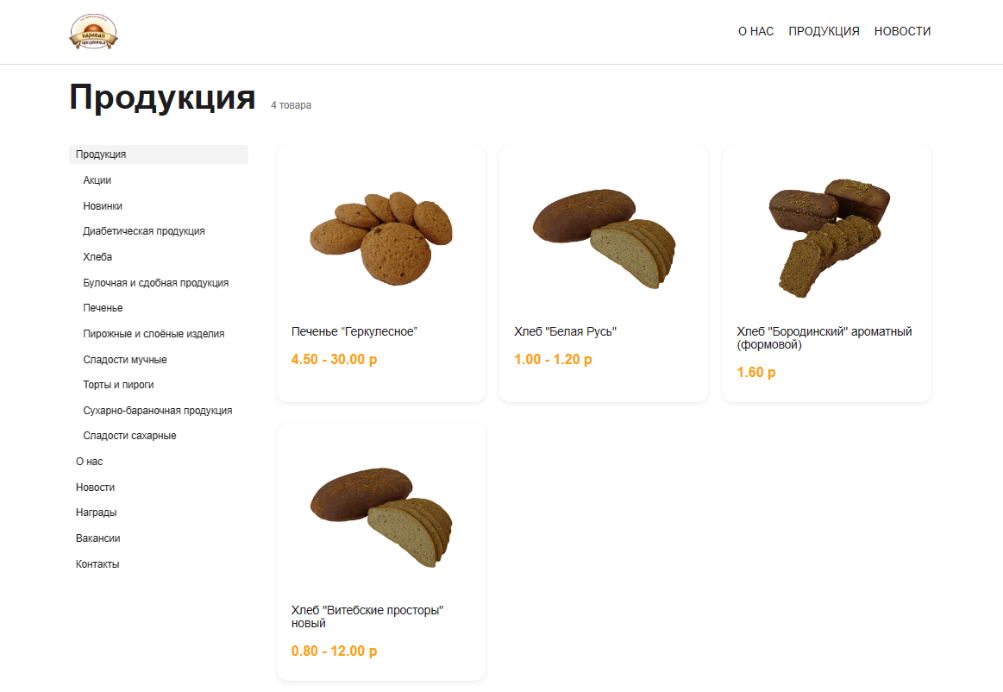 О НАС ПРОДУКЦИЯ НОВОСТИ
Продукция 4 товара
Продукция
Акции
Новинки
Диабетическая продукция
Хлеба
Булочная и сдобная продукция
Печенье
Пирожные и слоёные изделия
Сладости мучные
Торты и пироги
Сухарно-бараночная продукция
Сладости сахарные
О нас
Новости
Награды
Вакансии
Контакты
Печенье “Геркулесное”
4.50 - 30.00 р
Хлеб "Белая Русь"
1.00 - 1.20 р
Хлеб "Бородинский" ароматный
(формовой)
1.60 р
Хлеб "Витебские просторы"
новый
0.80 - 12.00 р